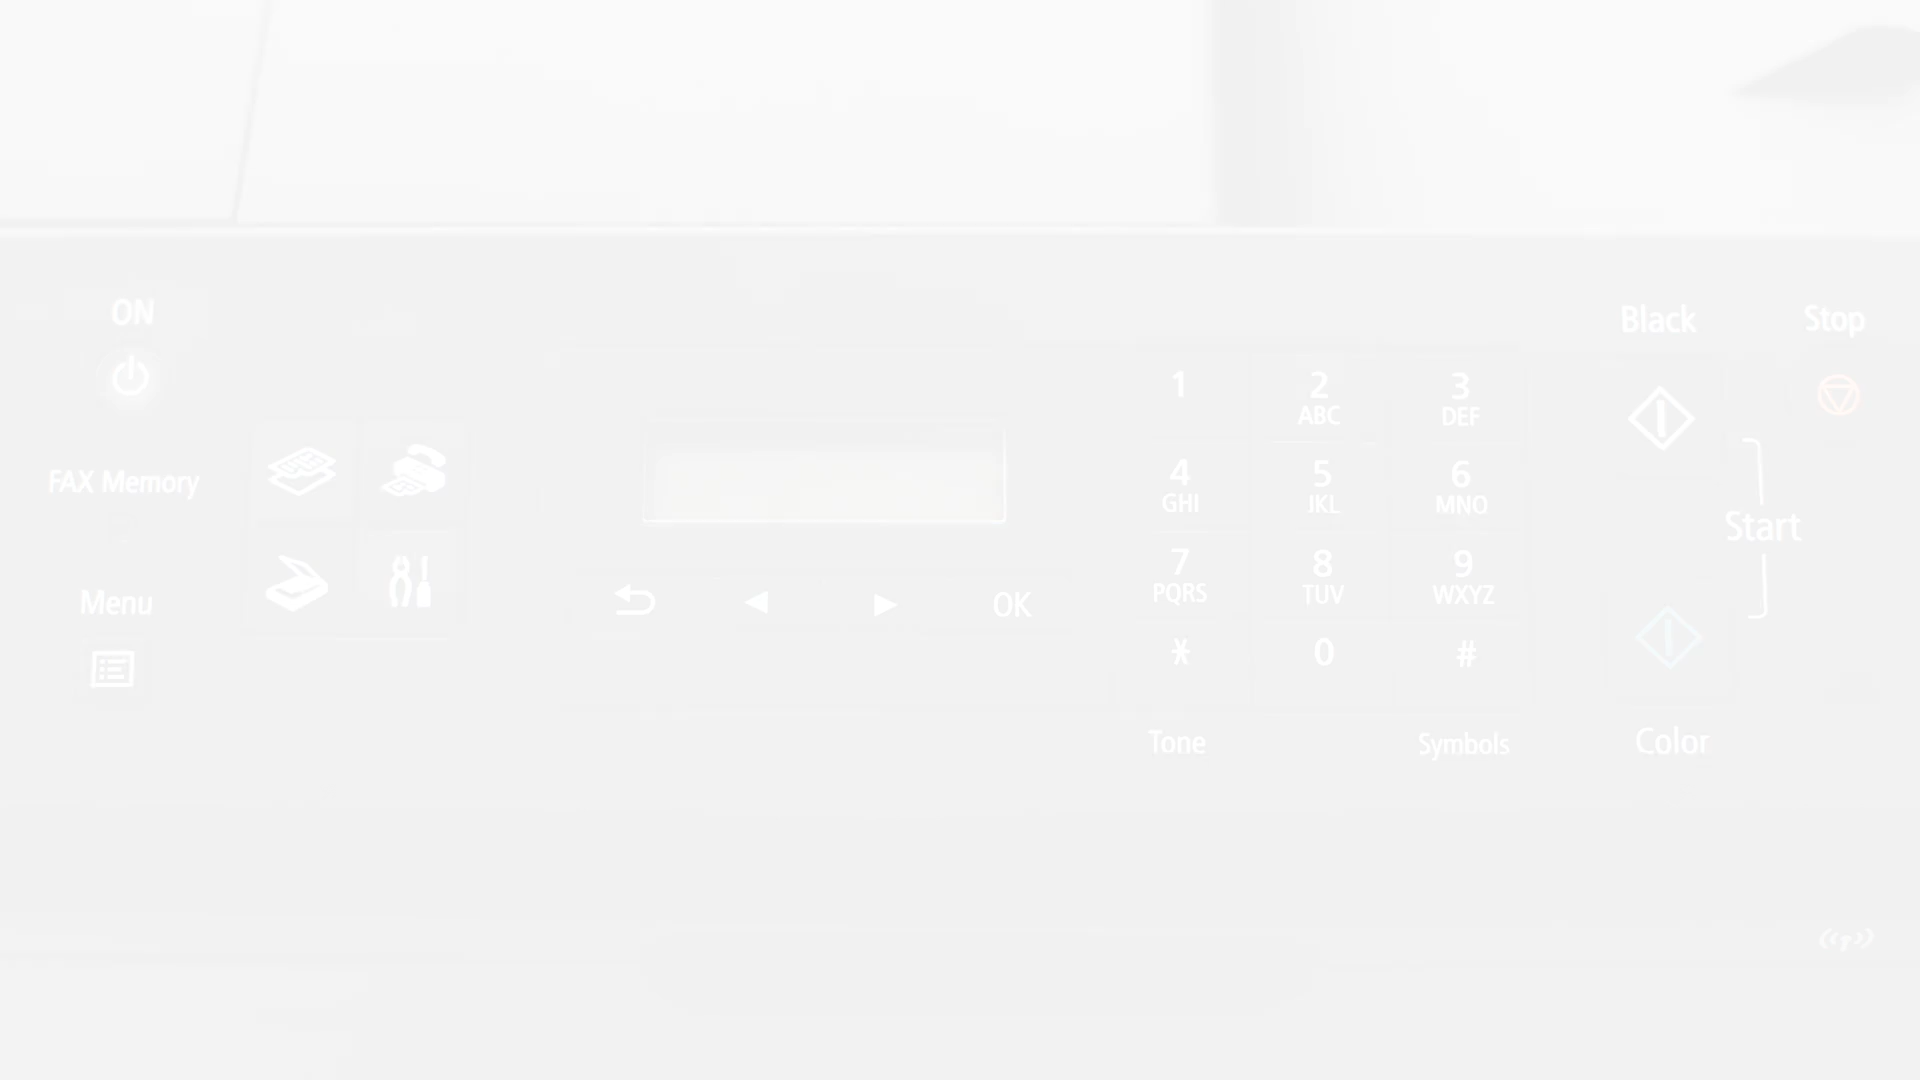 ON
Black
Stop
1
2
3
ABC
DEF
FAX Memory
4
5
6
GHI
JKL
MNO
Start
7
8
9
PQRS
TUV
WXYZ
Menu
OK
*
0
#
Tone
Symbols
Color